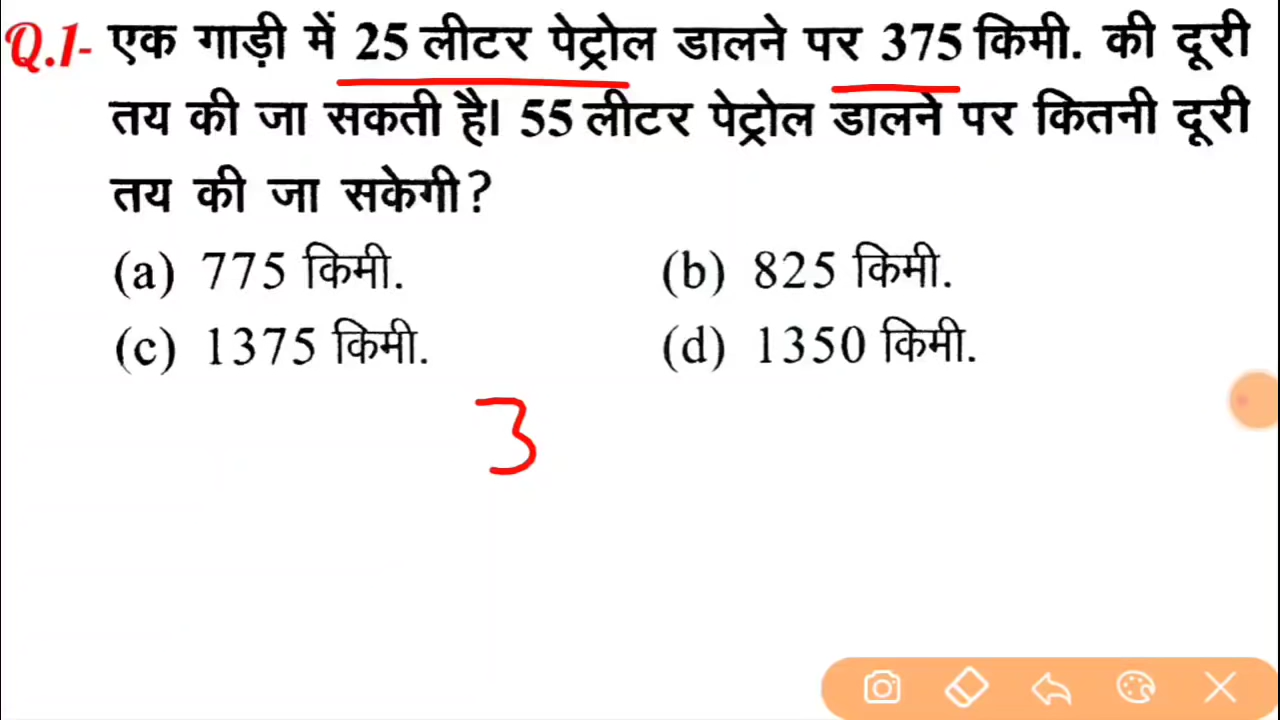 Q.1- एक गाड़ी में 25 लीटर पेट्रोल डालने पर 375 किमी. की दूरी
तय की जा सकती है। 55 लीटर पेट्रोल डालने पर कितनी दूरी
तय की जा सकेगी?
(a) 775 किमी. (b) 825 किमी.
(c) 1375 किमी. (d) 1350 किमी.
3